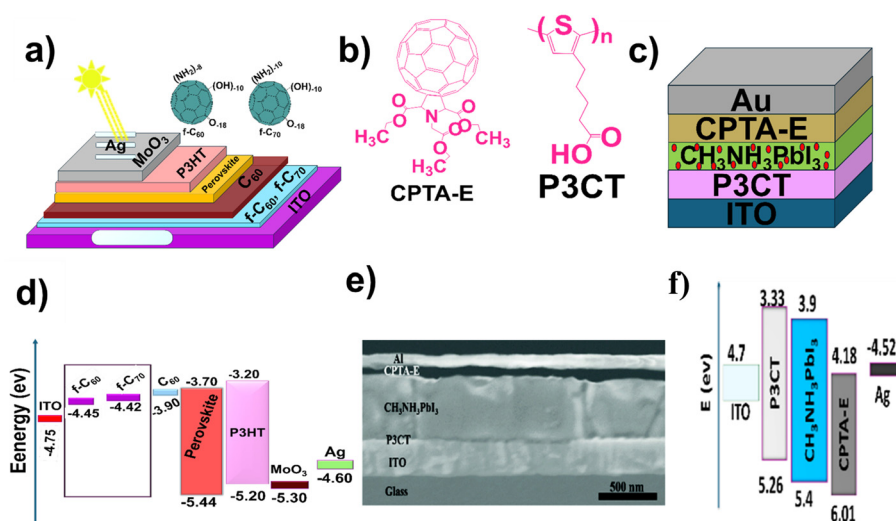 a)
(NH₂)-8
(OH)-10
O-18
f-C₆₀
(NH₂)-10
(OH)-10
O-18
f-C₇₀
Ag
MoO₃
P3HT
Perovskite
C₆₀
f-C₆₀, f-C₇₀
ITO
b)
O
O
N
O
O
O
O
H₃C
CH₃
H₃C
CPTA-E
S
n
O
HO
P3CT
c)
Au
CPTA-E
CH₃NH₃PbI₃
P3CT
ITO
d)
Eenergy (ev)
ITO
-4.75
f-C₆₀
-4.45
f-C₇₀
-4.42
C₆₀
-3.90
-3.70
Perovskite
-5.44
-3.20
P3HT
-5.20
MoO₃
-5.30
Ag
-4.60
e)
Al
CPTA-E
CH₃NH₃PbI₃
P3CT
ITO
Glass
500 nm
f)
E (ev)
4.7
ITO
3.33
P3CT
5.26
3.9
CH₃NH₃PbI₃
5.4
4.18
CPTA-E
6.01
-4.52
Ag